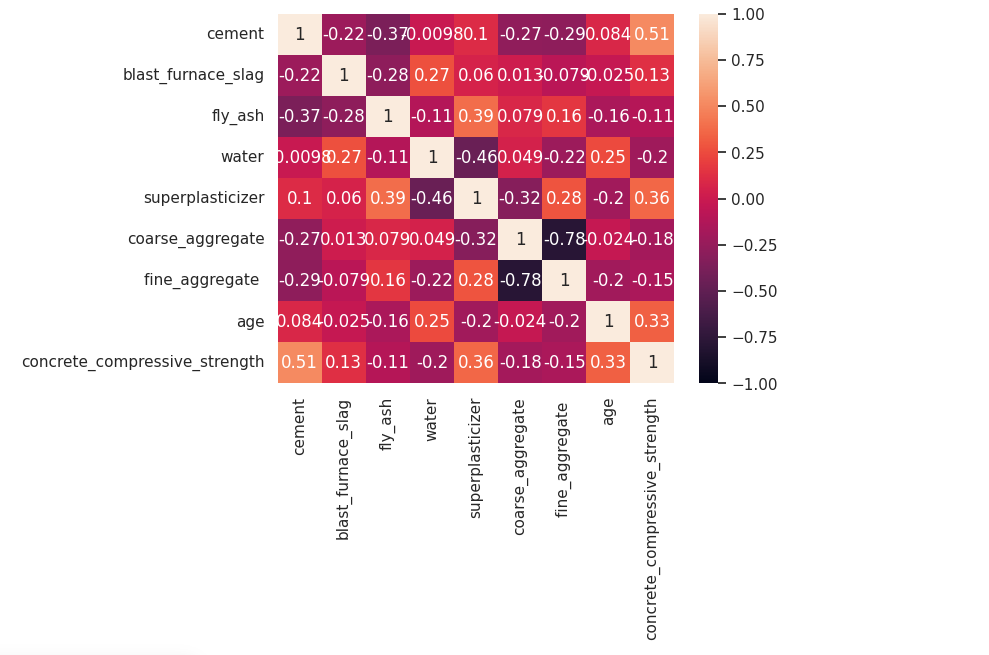 cement 1 -0.22 -0.37 0.0098 0.1 -0.27 -0.29 0.084 0.51
blast_furnace_slag -0.22 1 -0.28 0.27 0.06 0.013 -0.079 -0.025 0.13
fly_ash -0.37 -0.28 1 -0.11 0.39 0.079 0.16 -0.16 -0.11
water 0.0098 0.27 -0.11 1 -0.46 0.049 -0.22 0.25 -0.2
superplasticizer 0.1 0.06 0.39 -0.46 1 -0.32 0.28 -0.2 0.36
coarse_aggregate -0.27 0.013 0.079 0.049 -0.32 1 -0.78 -0.024 -0.18
fine_aggregate -0.29 -0.079 0.16 -0.22 0.28 -0.78 1 -0.2 -0.15
age 0.084 -0.025 -0.16 0.25 -0.2 -0.024 -0.2 1 0.33
concrete_compressive_strength 0.51 0.13 -0.11 -0.2 0.36 -0.18 -0.15 0.33 1
cement
blast_furnace_slag
fly_ash
water
superplasticizer
coarse_aggregate
fine_aggregate
age
concrete_compressive_strength
1.00
0.75
0.50
0.25
0.00
−0.25
−0.50
−0.75
−1.00